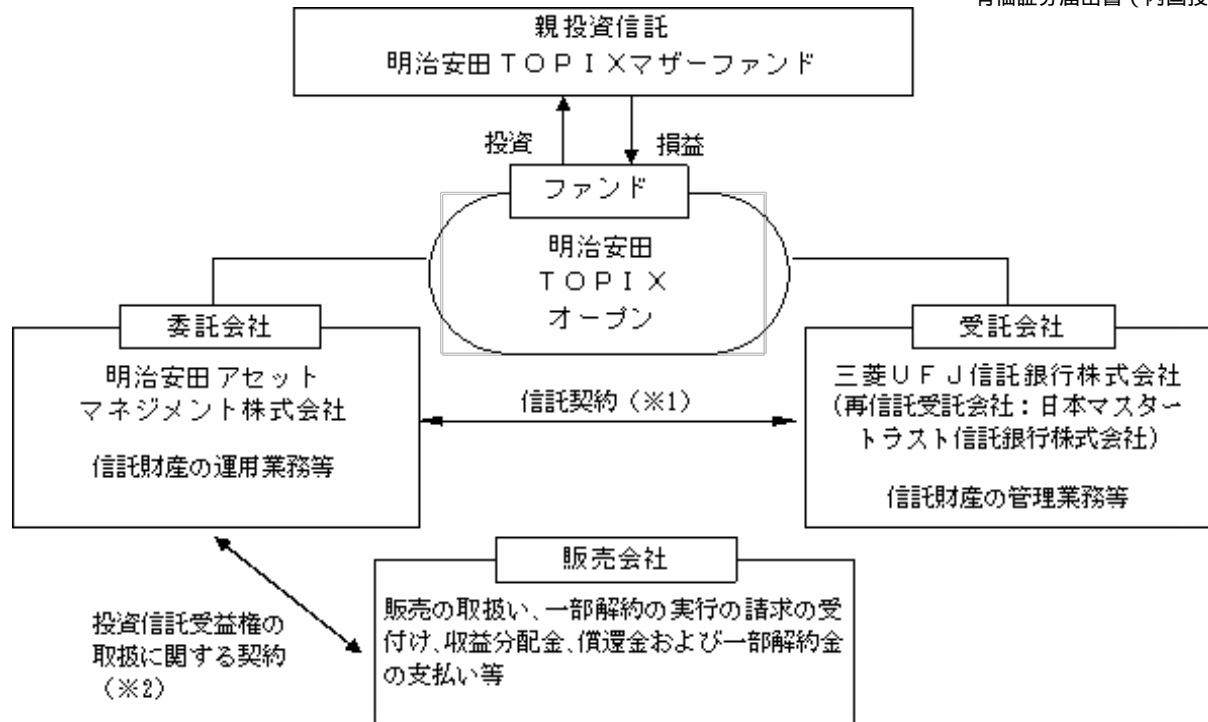 親投資信託
明治安田TOPIXマザーファンド
投資
損益
ファンド
明治安田
TOPIX
オープン
委託会社
明治安田アセット
マネジメント株式会社
信託財産の運用業務等
信託契約(※1)
受託会社
三菱UFJ信託銀行株式会社
(再信託受託会社:日本マスター
トラスト信託銀行株式会社)
信託財産の管理業務等
販売会社
販売の取扱い、一部解約の実行の請求の受
付け、収益分配金、償還金および一部解約金
の支払い等
投資信託受益権の
取扱に関する契約
(※2)